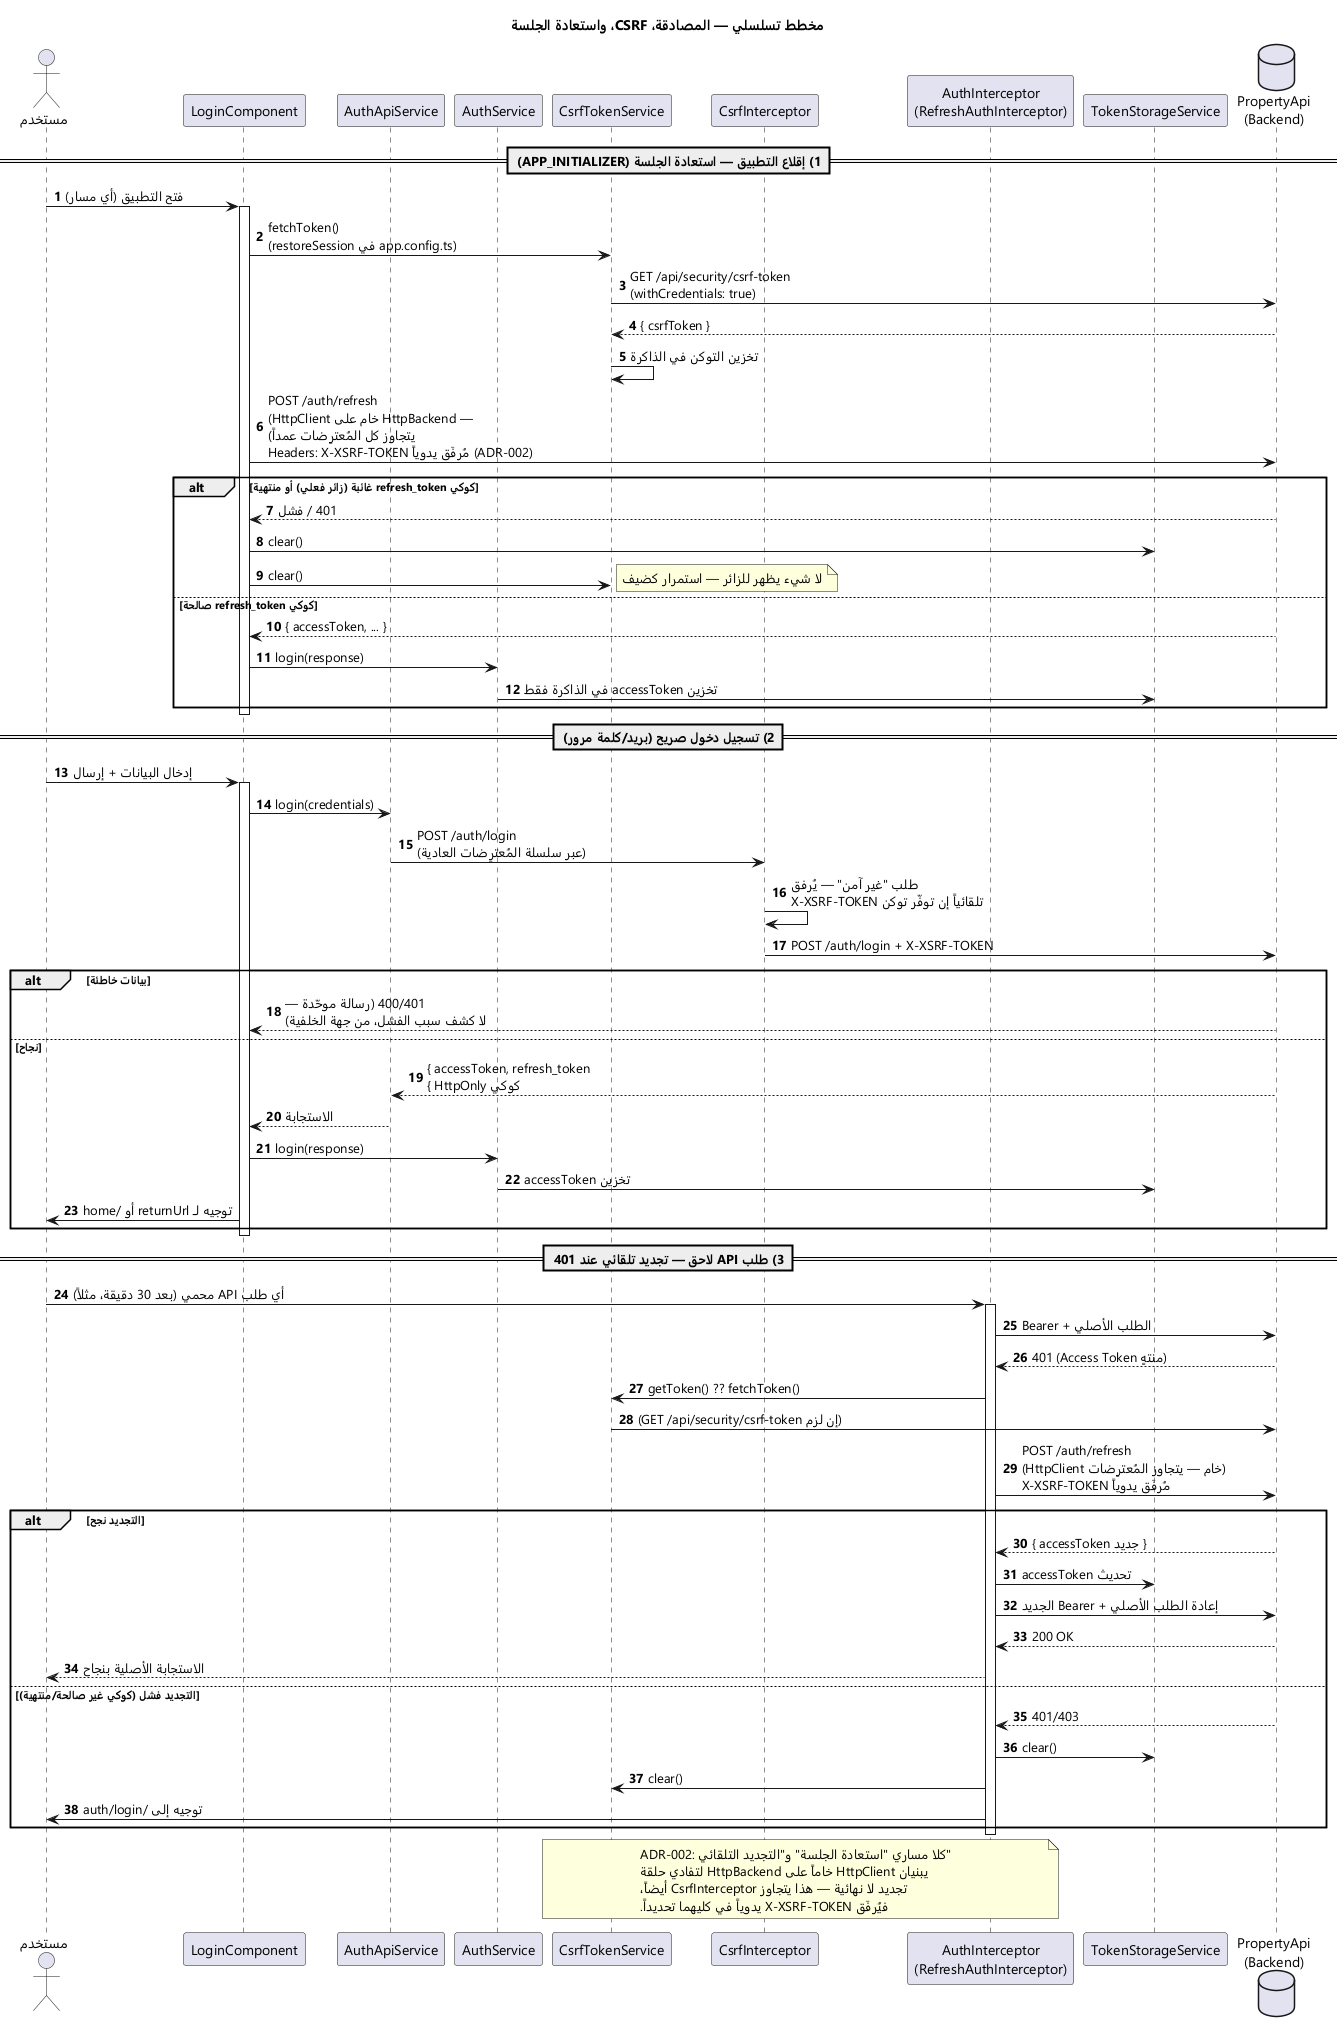 مخطط تسلسلي — المصادقة، CSRF، واستعادة الجلسة
مستخدم
LoginComponent
AuthApiService
AuthService
CsrfTokenService
CsrfInterceptor
AuthInterceptor
(RefreshAuthInterceptor)
TokenStorageService
PropertyApi
(Backend)
1) إقلاع التطبيق — استعادة الجلسة (APP_INITIALIZER)
1 فتح التطبيق (أي مسار)
2 fetchToken()
(restoreSession في app.config.ts)
3 GET /api/security/csrf-token
(withCredentials: true)
4 { csrfToken }
5 تخزين التوكن في الذاكرة
6 POST /auth/refresh
(HttpClient خام على HttpBackend —
يتجاوز كل المُعترضات عمداً)
Headers: X-XSRF-TOKEN مُرفَق يدوياً (ADR-002)
alt [كوكي refresh_token غائبة (زائر فعلي) أو منتهية]
7 401 / فشل
8 clear()
9 clear()
لا شيء يظهر للزائر — استمرار كضيف
[كوكي refresh_token صالحة]
10 { accessToken, ... }
11 login(response)
12 تخزين accessToken في الذاكرة فقط
2) تسجيل دخول صريح (بريد/كلمة مرور)
13 إدخال البيانات + إرسال
14 login(credentials)
15 POST /auth/login
(عبر سلسلة المُعترِضات العادية)
16 طلب "غير آمن" — يُرفق
X-XSRF-TOKEN تلقائياً إن توفّر توكن
17 POST /auth/login + X-XSRF-TOKEN
alt [بيانات خاطئة]
18 400/401 (رسالة موحّدة —
لا كشف سبب الفشل، من جهة الخلفية)
[نجاح]
19 { accessToken, refresh_token
كوكي HttpOnly }
20 الاستجابة
21 login(response)
22 تخزين accessToken
23 توجيه لـ returnUrl أو /home
3) طلب API لاحق — تجديد تلقائي عند 401
24 أي طلب API محمي (بعد 30 دقيقة، مثلاً)
25 الطلب الأصلي + Bearer
26 401 (Access Token منتهٍ)
27 getToken() ?? fetchToken()
28 (GET /api/security/csrf-token إن لزم)
29 POST /auth/refresh
(HttpClient خام — يتجاوز المُعترِضات)
X-XSRF-TOKEN مُرفَق يدوياً
alt [التجديد نجح]
30 { accessToken جديد }
31 تحديث accessToken
32 إعادة الطلب الأصلي + Bearer الجديد
33 200 OK
34 الاستجابة الأصلية بنجاح
[التجديد فشل (كوكي غير صالحة/منتهية)]
35 401/403
36 clear()
37 clear()
38 توجيه إلى /auth/login
ADR-002: كلا مساري "استعادة الجلسة" و"التجديد التلقائي"
يبنيان HttpClient خاماً على HttpBackend لتفادي حلقة
تجديد لا نهائية — هذا يتجاوز CsrfInterceptor أيضاً،
فيُرفَق X-XSRF-TOKEN يدوياً في كليهما تحديداً.
مستخدم
LoginComponent
AuthApiService
AuthService
CsrfTokenService
CsrfInterceptor
AuthInterceptor
(RefreshAuthInterceptor)
TokenStorageService
PropertyApi
(Backend)